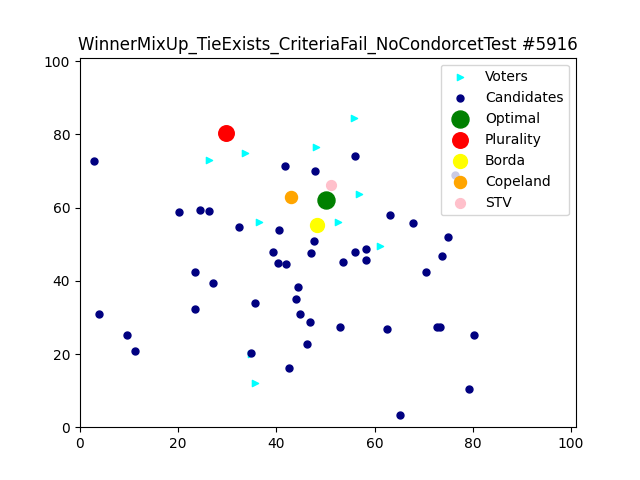 WinnerMixUp_TieExists_CriteriaFail_NoCondorcetTest #5916
100
80
60
40
20
0
0 20 40 60 80 100
Voters
Candidates
Optimal
Plurality
Borda
Copeland
STV